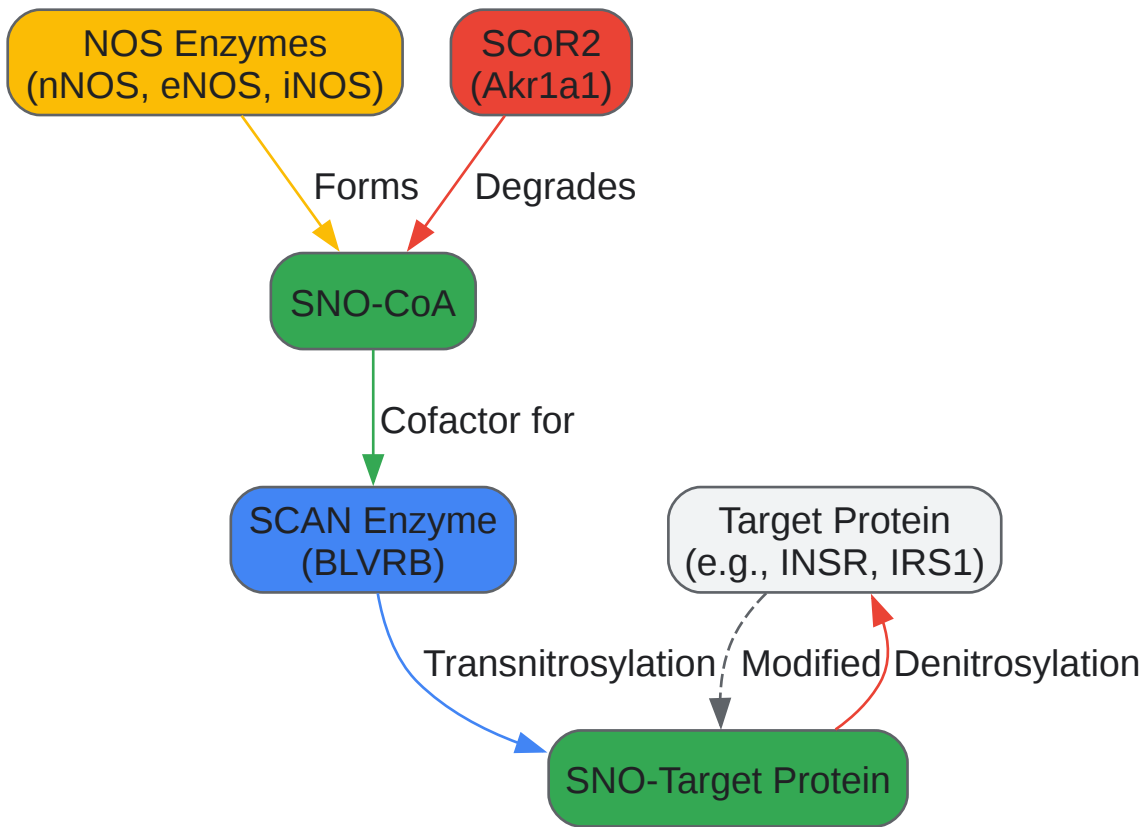 NOS Enzymes
(nNOS, eNOS, iNOS)
SCoR2
(Akr1a1)
Forms
Degrades
SNO-CoA
Cofactor for
SCAN Enzyme
(BLVRB)
Target Protein
(e.g., INSR, IRS1)
Transnitrosylation
Modified
Denitrosylation
SNO-Target Protein